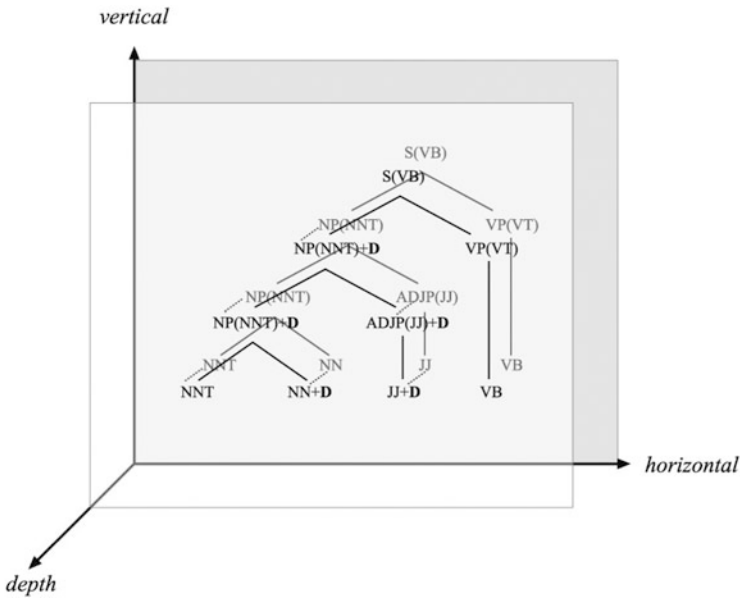 vertical
S(VB)
S(VB)
NP(NNT) VP(VT)
NP(NNT)+D VP(VT)
NP(NNT) ADJP(JJ)
NP(NNT)+D ADJP(JJ)+D
NNT NN JJ VB
NNT NN+D JJ+D VB
horizontal
depth